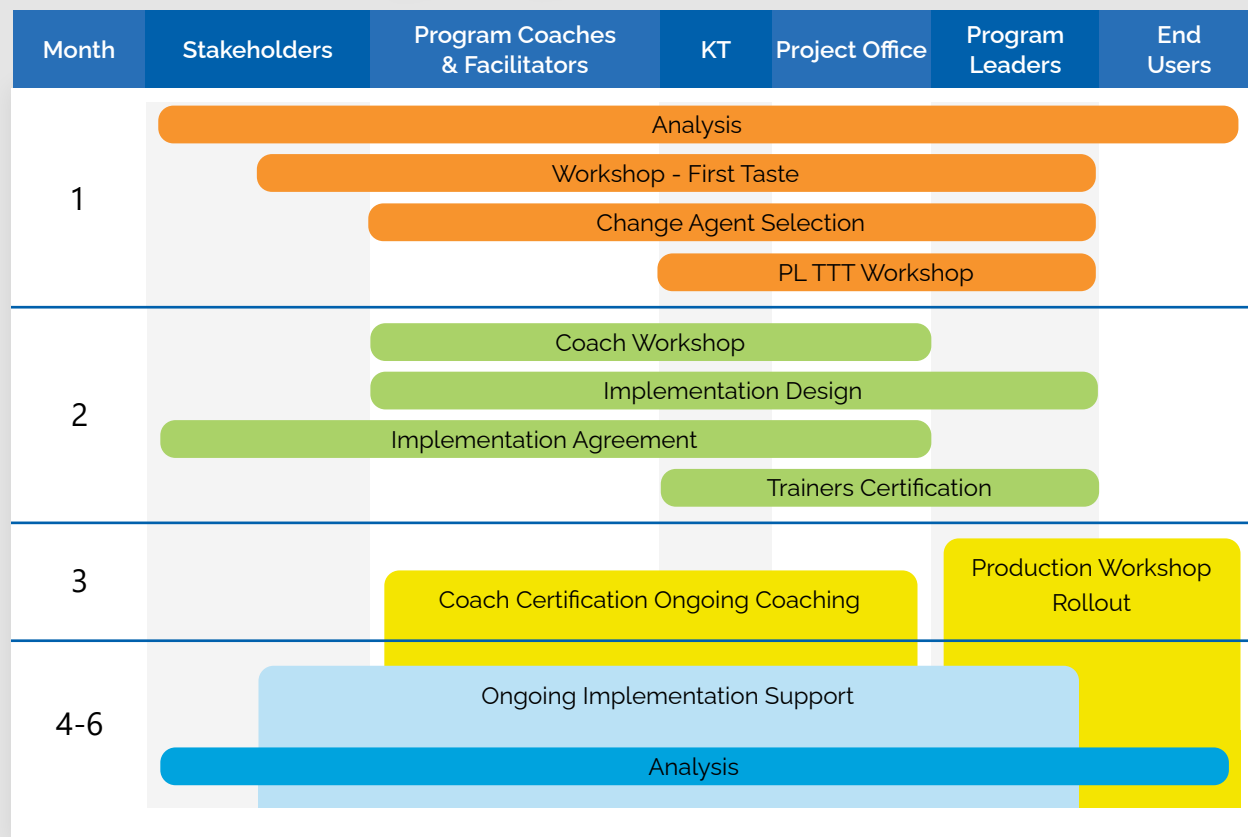 Month
Stakeholders
Program Coaches
& Facilitators
KT
Project Office
Program
Leaders
End
Users
1
Analysis
Workshop - First Taste
Change Agent Selection
PL TTT Workshop
2
Coach Workshop
Implementation Design
Implementation Agreement
Trainers Certification
3
Coach Certification Ongoing Coaching
Production Workshop
Rollout
4-6
Ongoing Implementation Support
Analysis